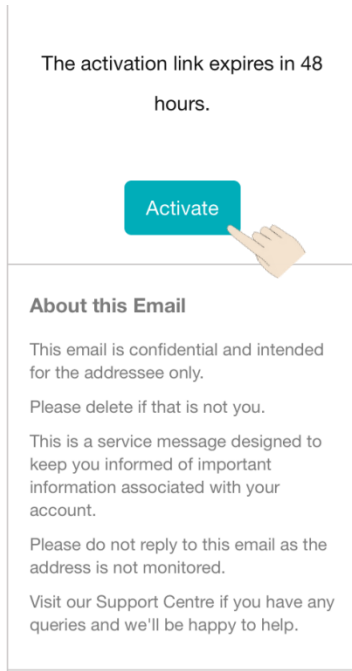 The activation link expires in 48
hours.
Activate
About this Email
This email is confidential and intended
for the addressee only.
Please delete if that is not you.
This is a service message designed to
keep you informed of important
information associated with your
account.
Please do not reply to this email as the
address is not monitored.
Visit our Support Centre if you have any
queries and we'll be happy to help.